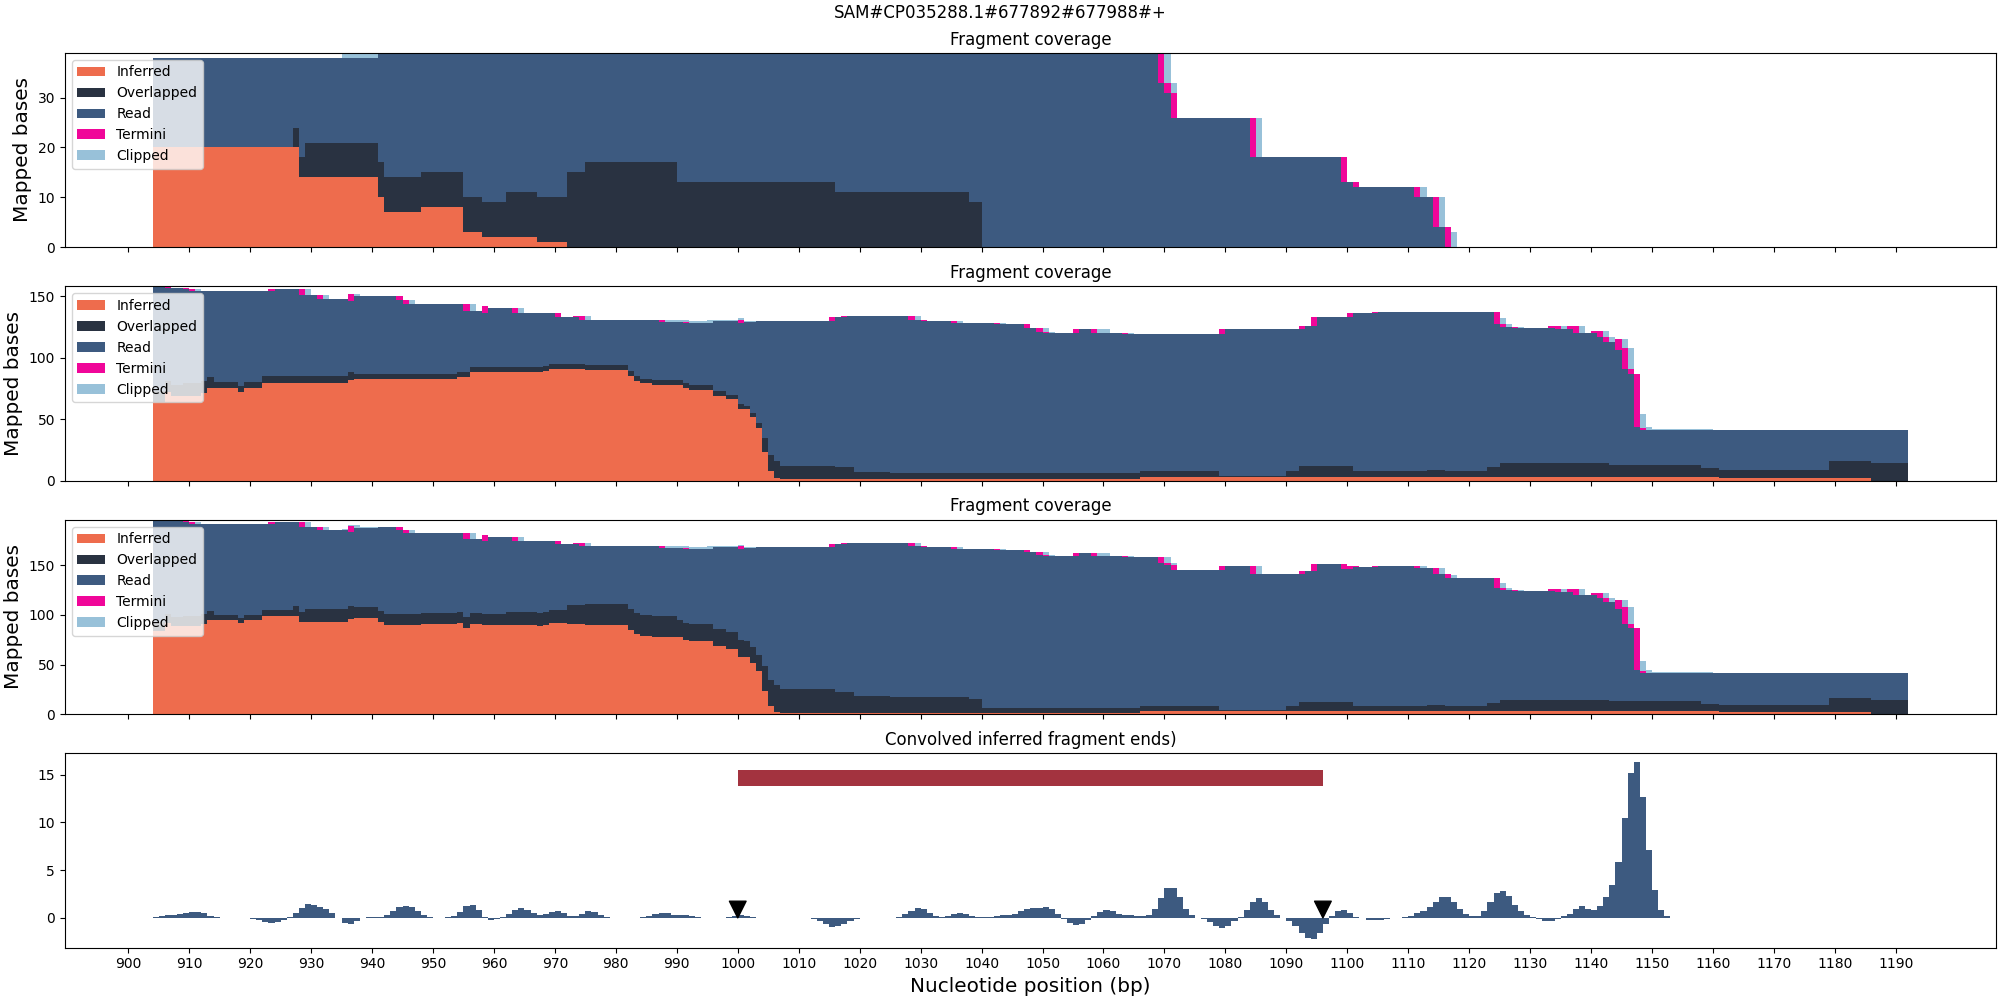 SAM#CP035288.1#677892#677988#+
Fragment coverage
Mapped bases
30
20
10
0
Inferred
Overlapped
Read
Termini
Clipped
Fragment coverage
Mapped bases
150
100
50
0
Inferred
Overlapped
Read
Termini
Clipped
Fragment coverage
Mapped bases
150
100
50
0
Inferred
Overlapped
Read
Termini
Clipped
Convolved inferred fragment ends)
15
10
5
0
900 910 920 930 940 950 960 970 980 990 1000 1010 1020 1030 1040 1050 1060 1070 1080 1090 1100 1110 1120 1130 1140 1150 1160 1170 1180 1190
Nucleotide position (bp)